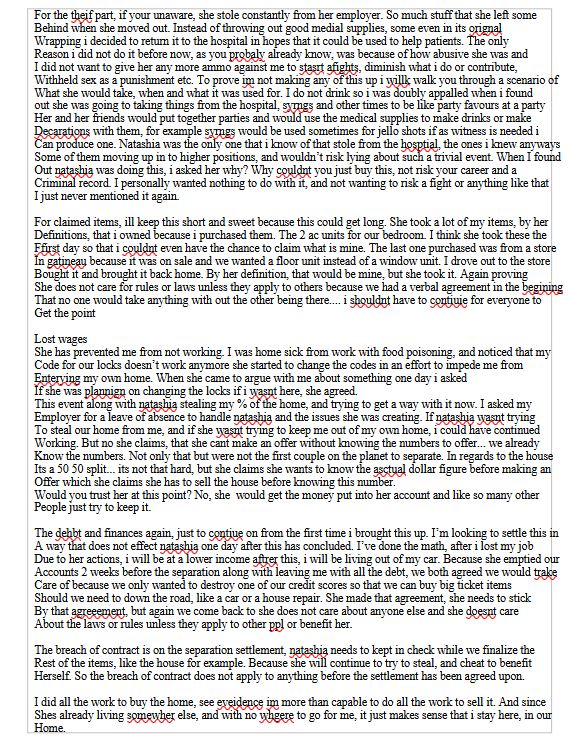 For the theif part, if your unaware, she stole constantly from her employer. So much stuff that she left some
Behind when she moved out. Instead of throwing out good medial supplies, some even in its orignal
Wrapping i decided to return it to the hospital in hopes that it could be used to help patients. The only
Reason i did not do it before now, as you probaly already know, was because of how abusive she was and
I did not want to give her any more ammo against me to stasrt afights, diminish what i do or contribute,
Withheld sex as a punishment etc. To prove im not making any of this up i willk walk you through a scenario of
What she would take, when and what it was used for. I do not drink so i was doubly appalled when i found
out she was going to taking things from the hospital, syrngs and other times to be like party favours at a party
Her and her friends would put together parties and would use the medical supplies to make drinks or make
Decarations with them, for example syrngs would be used sometimes for jello shots if as witness is needed i
Can produce one. Natashia was the only one that i know of that stole from the hosptial, the ones i knew anyways
Some of them moving up in to higher positions, and wouldn't risk lying about such a trivial event. When I found
Out natashia was doing this, i asked her why? Why couldnt you just buy this, not risk your career and a
Criminal record. I personally wanted nothing to do with it, and not wanting to risk a fight or anything like that
I just never mentioned it again.

For claimed items, ill keep this short and sweet because this could get long. She took a lot of my items, by her
Definitions, that i owned because i purchased them. The 2 ac units for our bedroom. I think she took these the
Ffirst day so that i couldnt even have the chance to claim what is mine. The last one purchased was from a store
In gatineau because it was on sale and we wanted a floor unit instead of a window unit. I drove out to the store
Bought it and brought it back home. By her definition, that would be mine, but she took it. Again proving
She does not care for rules or laws unless they apply to others because we had a verbal agreement in the begining
That no one would take anything with out the other being there.... i shouldnt have to contiuie for everyone to
Get the point

Lost wages
She has prevented me from not working. I was home sick from work with food poisoning, and noticed that my
Code for our locks doesn't work anymore she started to change the codes in an effort to impede me from
Enterying my own home. When she came to argue with me about something one day i asked
If she was plannign on changing the locks if i wasnt here, she agreed.
This event along with natashia stealing my % of the home, and trying to get a way with it now. I asked my
Employer for a leave of absence to handle natashia and the issues she was creating. If natashia wasnt trying
To steal our home from me, and if she wasnt trying to keep me out of my own home, i could have continued
Working. But no she claims, that she cant make an offer without knowing the numbers to offer... we already
Know the numbers. Not only that but were not the first couple on the planet to separate. In regards to the house
Its a 50 50 split... its not that hard, but she claims she wants to know the asctual dollar figure before making an
Offer which she claims she has to sell the house before knowing this number.
Would you trust her at this point? No, she  would get the money put into her account and like so many other
People just try to keep it.

The dehbt and finances again, just to contiue on from the first time i brought this up. I'm looking to settle this in
A way that does not effect natashia one day after this has concluded. I've done the math, after i lost my job
Due to her actions, i will be at a lower income aftrer this, i will be living out of my car. Because she emptied our
Accounts 2 weeks before the separation along with leaving me with all the debt, we both agreed we would trake
Care of because we only wanted to destroy one of our credit scores so that we can buy big ticket items
Should we need to down the road, like a car or a house repair. She made that agreement, she needs to stick
By that agreeement, but again we come back to she does not care about anyone else and she doesnt care
About the laws or rules unless they apply to other ppl or benefit her.

The breach of contract is on the separation settlement, natashia needs to kept in check while we finalize the
Rest of the items, like the house for example. Because she will continue to try to steal, and cheat to benefit
Herself. So the breach of contract does not apply to anything before the settlement has been agreed upon.

I did all the work to buy the home, see eveidence im more than capable to do all the work to sell it. And since
Shes already living somewher else, and with no whgere to go for me, it just makes sense that i stay here, in our
Home.